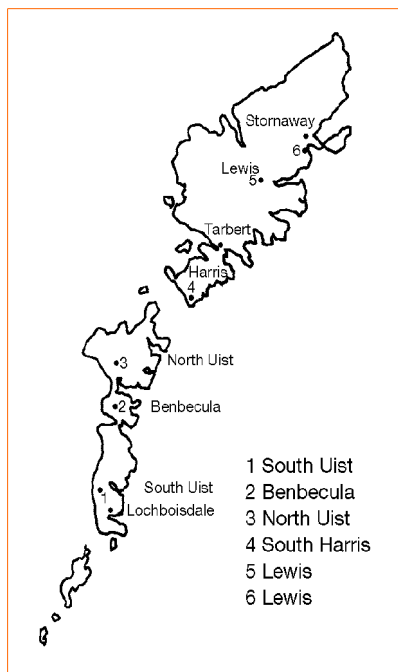 Stornaway
6
Lewis
5
Tarbert
Harris
4
3
North Uist
2
Benbecula
1
South Uist
Lochboisdale
1 South Uist
2 Benbecula
3 North Uist
4 South Harris
5 Lewis
6 Lewis